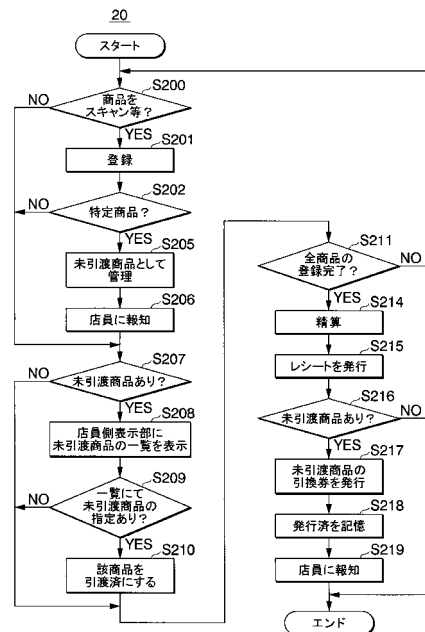 20
スタート
S200
商品を
スキャン等?
NO
YES
S201
登録
S202
特定商品?
NO
YES
S205
未引渡商品として
管理
S206
店員に報知
S207
未引渡商品あり?
NO
YES
S208
店員側表示部に
未引渡商品の一覧を表示
S209
一覧にて
未引渡商品の
指定あり?
NO
YES
S210
該商品を
引渡済にする
S211
全商品の
登録完了?
NO
YES
S214
精算
S215
レシートを発行
S216
未引渡商品あり?
NO
YES
S217
未引渡商品の
引換券を発行
S218
発行済を記憶
S219
店員に報知
エンド